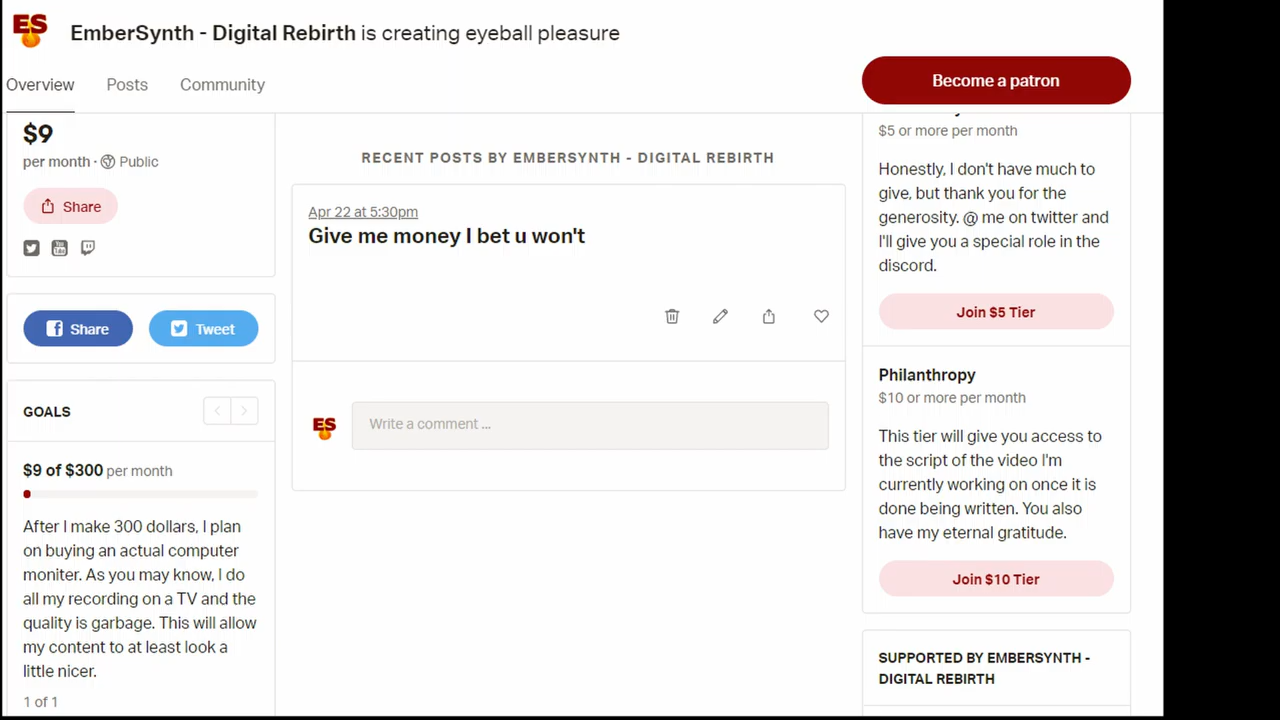 ES
EmberSynth - Digital Rebirth is creating eyeball pleasure
Overview
Posts
Community
Become a patron
$9
per month · Public
Share
Share
Tweet
GOALS
$9 of $300 per month
After I make 300 dollars, I plan
on buying an actual computer
moniter. As you may know, I do
all my recording on a TV and the
quality is garbage. This will allow
my content to at least look a
little nicer.
1 of 1
RECENT POSTS BY EMBERSYNTH - DIGITAL REBIRTH
Apr 22 at 5:30pm
Give me money I bet u won't
ES
Write a comment ...
$5 or more per month
Honestly, I don't have much to
give, but thank you for the
generosity. @ me on twitter and
I'll give you a special role in the
discord.
Join $5 Tier
Philanthropy
$10 or more per month
This tier will give you access to
the script of the video I'm
currently working on once it is
done being written. You also
have my eternal gratitude.
Join $10 Tier
SUPPORTED BY EMBERSYNTH -
DIGITAL REBIRTH